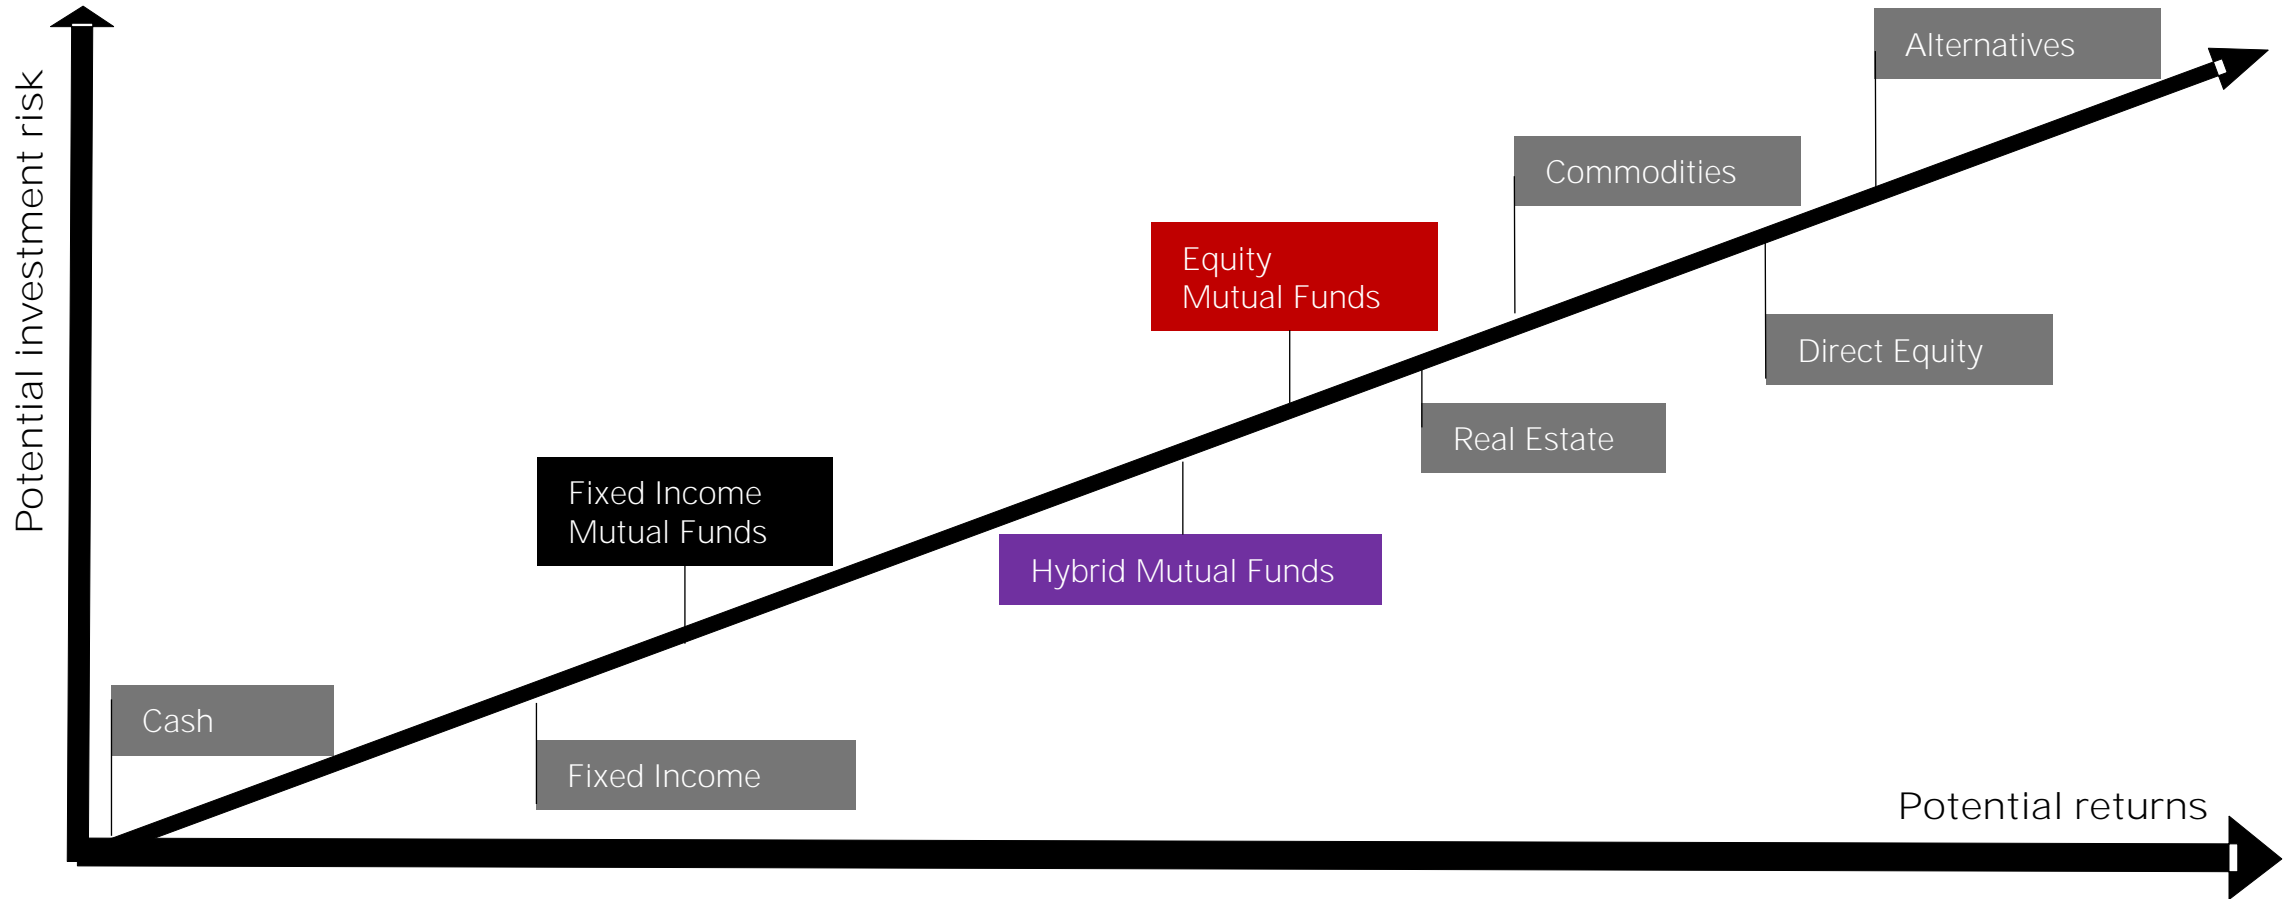 Potential investment risk
Alternatives
Commodities
Equity
Mutual Funds
Direct Equity
Real Estate
Fixed Income
Mutual Funds
Hybrid Mutual Funds
Cash
Fixed Income
Potential returns